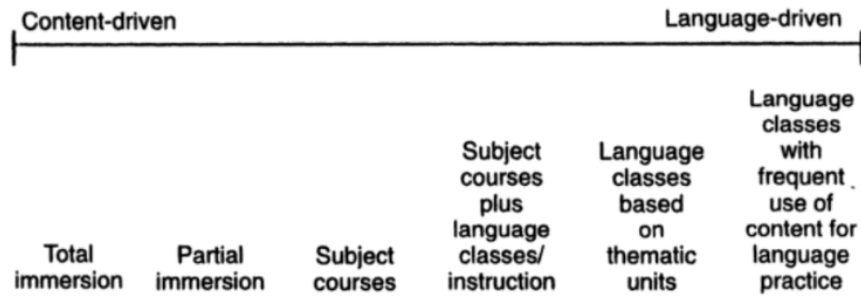 Content-driven
Language-driven
Total
immersion
Partial
immersion
Subject
courses
Subject
courses
plus
language
classes/
instruction
Language
classes
based
on
thematic
units
Language
classes
with
frequent
use of
content for
language
practice